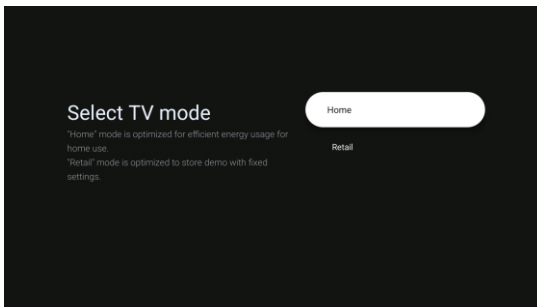 Select TV mode
"Home" mode is optimized for efficient energy usage for
home use.
"Retail" mode is optimized to store demo with fixed
settings.
Home
Retail